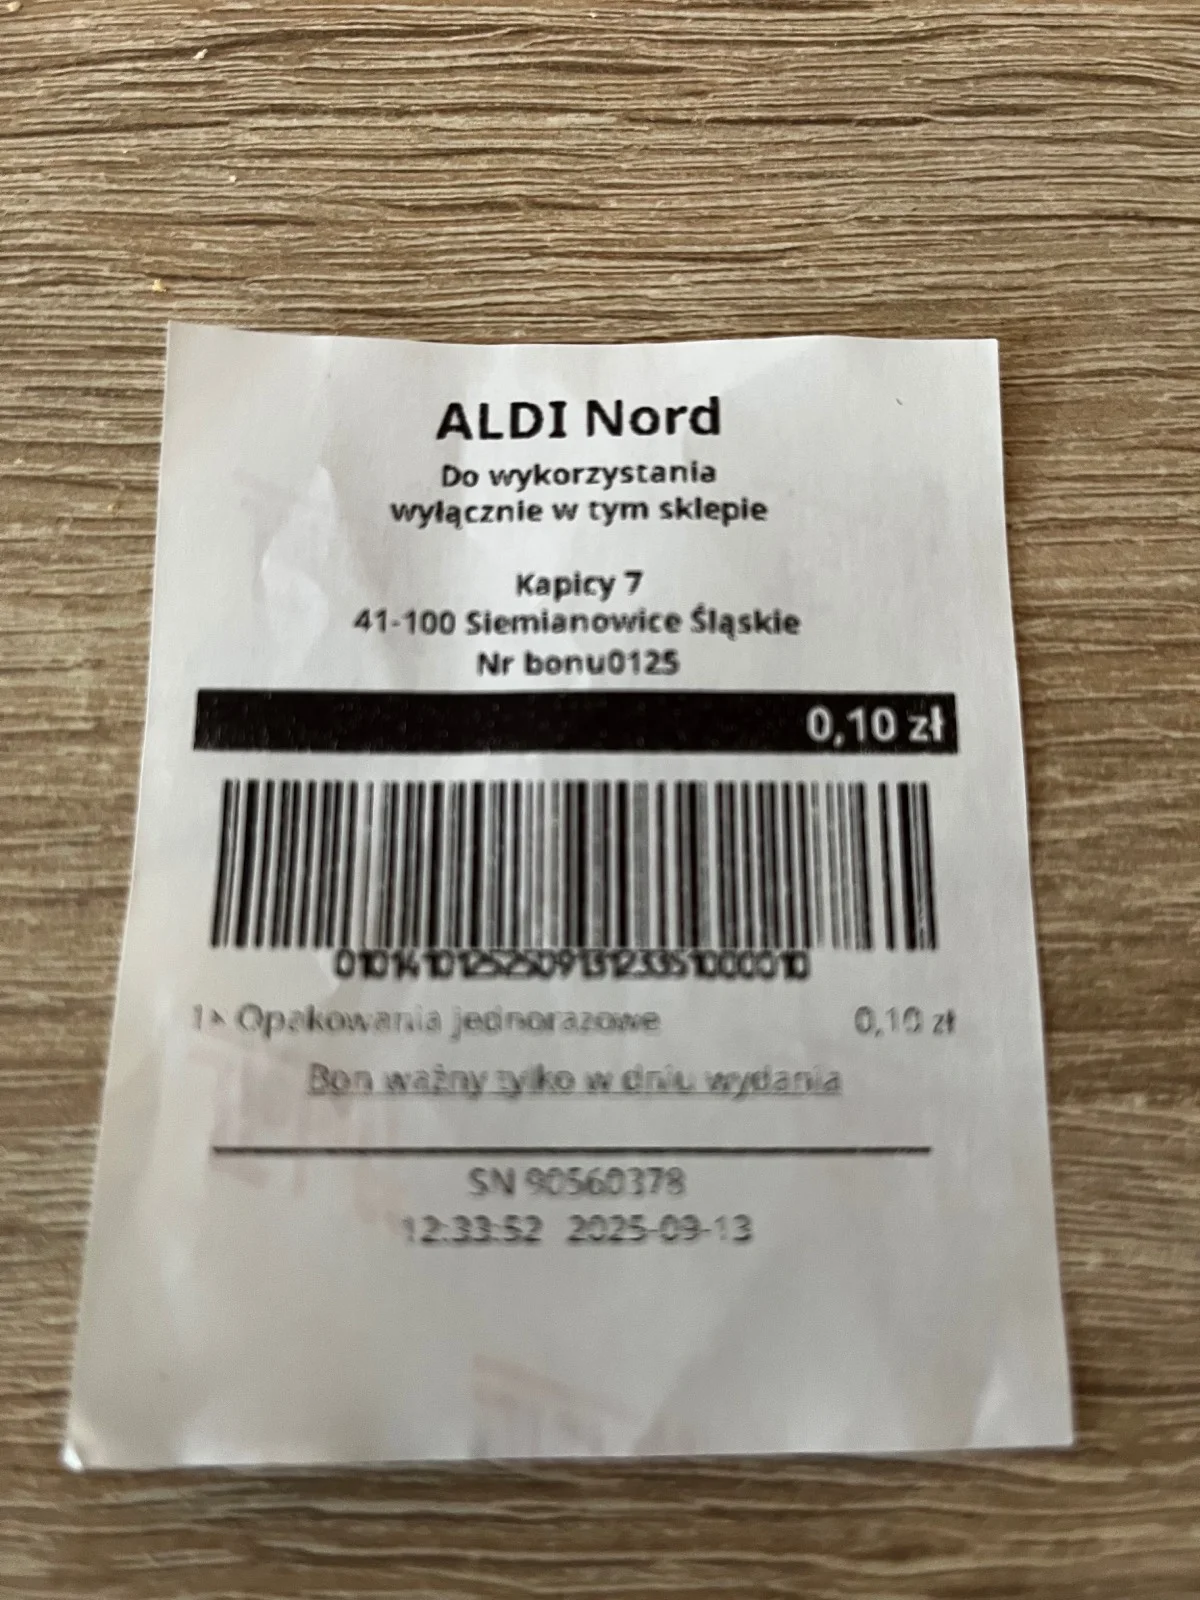 ALDI Nord
Do wykorzystania
wyłącznie w tym sklepie
Kapicy 7
41-100 Siemianowice Śląskie
Nr bonu0125
0,10 zł
0101410125250913123351000010
1x Opakowania jednorazowe 0,10 zł
Bon ważny tylko w dniu wydania
SN 90560378
12:33:52 2025-09-13